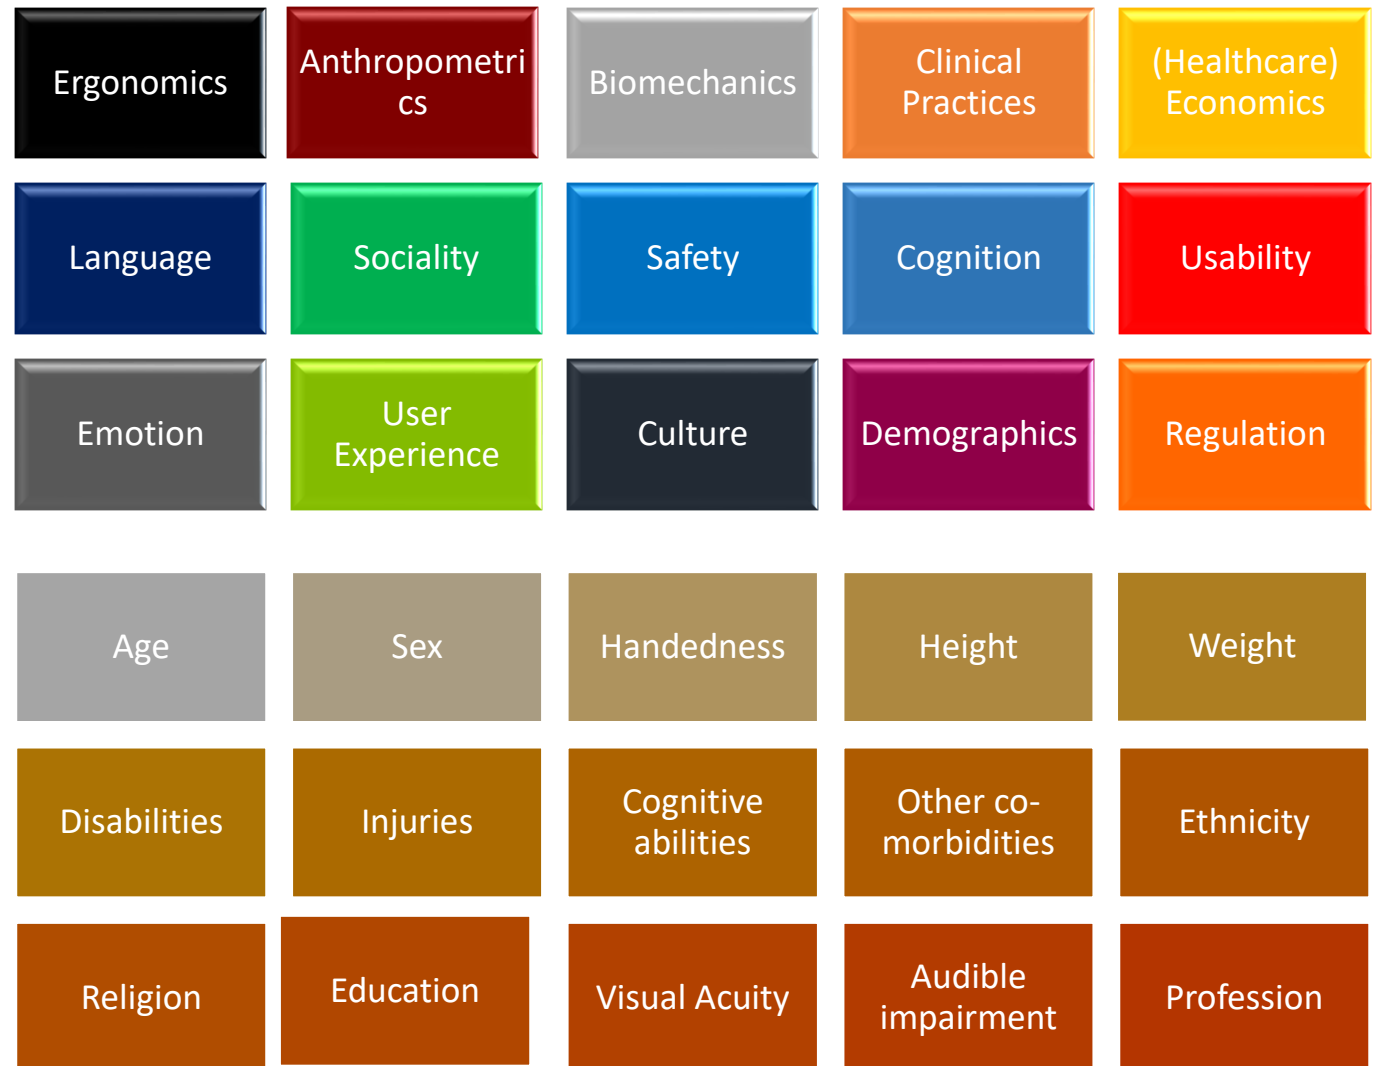 Ergonomics
Anthropometri
cs
Biomechanics
Clinical
Practices
(Healthcare)
Economics
Language
Sociality
Safety
Cognition
Usability
Emotion
User
Experience
Culture
Demographics
Regulation
Age
Sex
Handedness
Height
Weight
Disabilities
Injuries
Cognitive
abilities
Other co-
morbidities
Ethnicity
Religion
Education
Visual Acuity
Audible
impairment
Profession